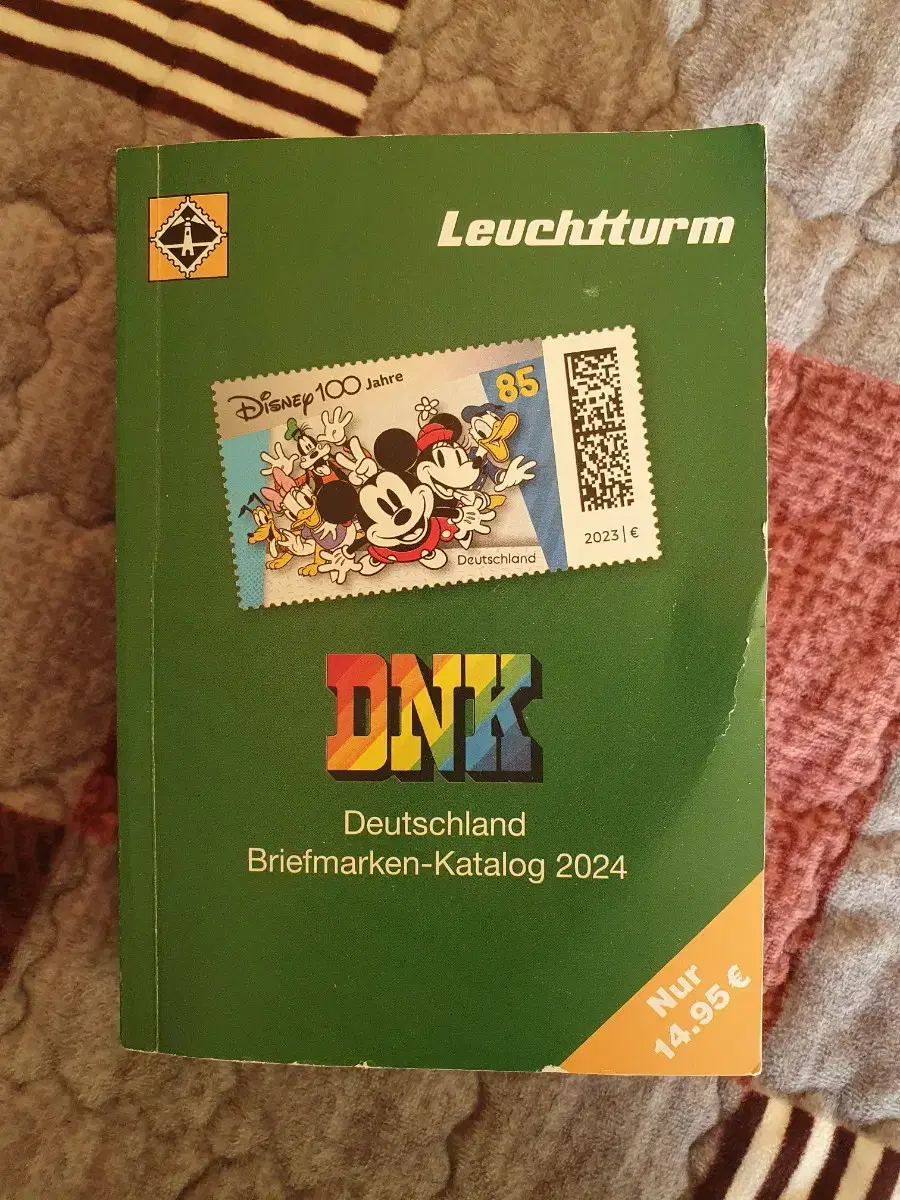 Leuchtturm
Disney 100 Jahre
85
Deutschland
2023 | €
DNK
Deutschland
Briefmarken-Katalog 2024
Nur
14.95 €